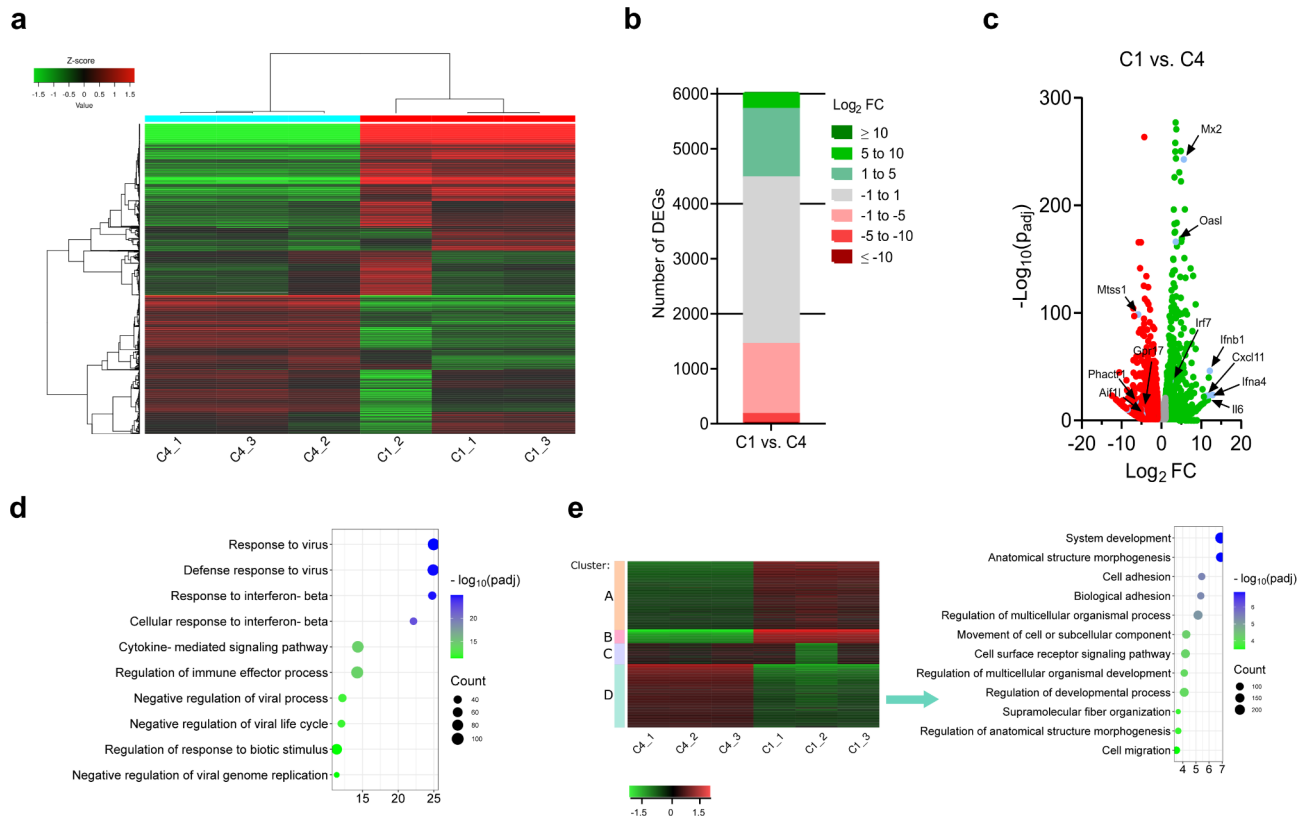 a
Z-score
-1.5 -1 -0.5 0 0.5 1 1.5
Value
C4_1 C4_3 C4_2 C1_2 C1_1 C1_3
b
Number of DEGs
6000
5000
4000
3000
2000
1000
0
C1 vs. C4
Log2 FC
≥ 10
5 to 10
1 to 5
-1 to 1
-1 to -5
-5 to -10
≤ -10
c
C1 vs. C4
-Log10(padj)
300
200
100
0
-20 -10 0 10 20
Log2 FC
Mx2
Oasl
Mtss1
Irf7
Gpr17
Ifnb1
Cxcl11
Phactr1
Ifna4
Aif1l
Il6
d
Response to virus
Defense response to virus
Response to interferon- beta
Cellular response to interferon- beta
Cytokine- mediated signaling pathway
Regulation of immune effector process
Negative regulation of viral process
Negative regulation of viral life cycle
Regulation of response to biotic stimulus
Negative regulation of viral genome replication
15 20 25
- log10(padj)
20
15
Count
40
60
80
100
e
Cluster:
A
B
C
D
C4_1 C4_2 C4_3 C1_1 C1_2 C1_3
-1.5 0 1.5
System development
Anatomical structure morphogenesis
Cell adhesion
Biological adhesion
Regulation of multicellular organismal process
Movement of cell or subcellular component
Cell surface receptor signaling pathway
Regulation of multicellular organismal development
Regulation of developmental process
Supramolecular fiber organization
Regulation of anatomical structure morphogenesis
Cell migration
4 5 6 7
- log10(padj)
6
5
4
Count
100
150
200